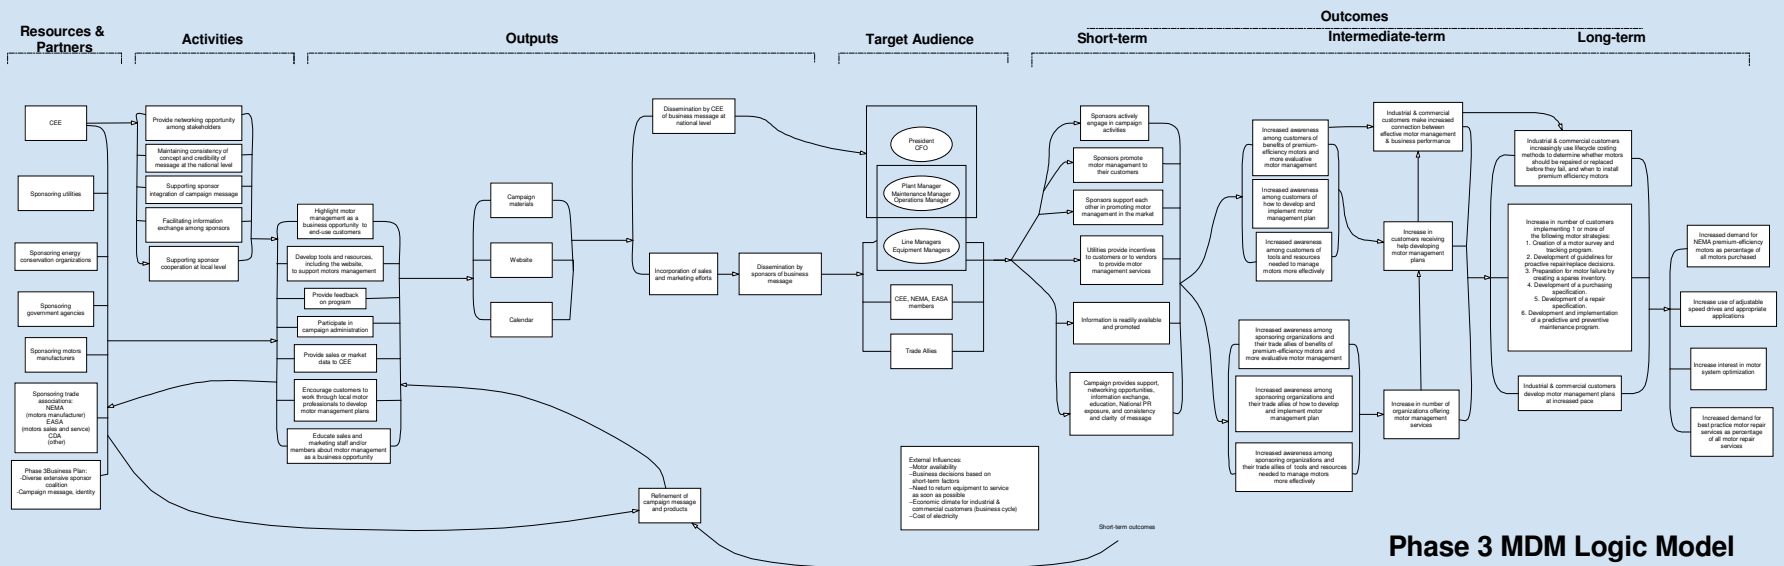 Outcomes
Resources &
Partners
Activities
Outputs
Target Audience
Short-term
Intermediate-term
Long-term
CEE
Sponsoring utilities
Sponsoring energy
conservation organizations
Sponsoring
government agencies
Sponsoring motors
manufacturers
Sponsoring trade
associations:
NEMA
(motors manufacturer)
EASA
(motors sales and servce)
CDA
(other)
Phase 3Business Plan:
-Diverse extensive sponsor
coalition
-Campaign message, identity
Provide networking opportunity
among stakeholders
Maintaining consistency of
concept and credibility of
message at the national level
Supporting sponsor
integration of campaign message
Facilitating information
exchange among sponsors
Supporting sponsor
cooperation at local level
Highlight motor
management as a
business opportunity to
end-use customers
Develop tools and resources,
including the website,
to support motors management
Provide feedback
on program
Participate in
campaign administration
Provide sales or market
data to CEE
Encourage customers to
work through local motor
professionals to develop
motor management plans
Educate sales and
marketing staff and/or
members about motor management
as a business opportunity
Campaign
materials
Website
Calendar
Dissemination by CEE
of business message at
national level
Incorporation of sales
and marketing efforts
Dissemination by
sponsors of business
message
Refinement of
campaign message
and products
President
CFO
Plant Manager
Maintenance Manager
Operations Manager
Line Managers
Equipment Managers
CEE, NEMA, EASA
members
Trade Allies
External Influences:
–Motor availability
–Business decisions based on
short-term factors
–Need to return equipment to service
as soon as possible
–Economic climate for industrial &
commercial customers (business cycle)
–Cost of electricity
Sponsors actively
engage in campaign
activities
Sponsors promote
motor management to
their customers
Sponsors support each
other in promoting motor
management in the market
Utilities provide incentives
to customers or to vendors
to provide motor
management services
Information is readily available
and promoted
Campaign provides support,
networking opportunities,
information exchange,
education, National PR
exposure, and consistency
and clarity of message
Short-term outcomes
Increased awareness
among customers of
benefits of premium-
efficiency motors and
more evaluative
motor management
Increased awareness
among customers of
how to develop and
implement motor
management plan
Increased awareness
among customers of
tools and resources
needed to manage
motors more effectively
Increased awareness among
sponsoring organizations and
their trade allies of benefits of
premium-efficiency motors and
more evaluative motor management
Increased awareness among
sponsoring organizations and
their trade allies of how to develop
and implement motor
management plan
Increased awareness among
sponsoring organizations and
their trade allies of tools and resources
needed to manage motors
more effectively
Industrial & commercial
customers make increased
connection between
effective motor management
& business performance
Increase in
customers receiving
help developing
motor management
plans
Increase in number of
organizations offering
motor management
services
Industrial & commercial customers
increasingly use lifecycle costing
methods to determine whether motors
should be repaired or replaced
before they fail, and when to install
premium efficiency motors
Increase in number of customers
implementing 1 or more of
the following motor strategies:
1. Creation of a motor survey and
tracking program.
2. Development of guidelines for
proactive repair/replace decisions.
3. Preparation for motor failure by
creating a spares inventory.
4. Development of a purchasing
specification.
5. Development of a repair
specification.
6. Development and implementation
of a predictive and preventive
maintenance program.
Industrial & commercial customers
develop motor management plans
at increased pace
Increased demand for
NEMA premium-efficiency
motors as percentage of
all motors purchased
Increase use of adjustable
speed drives and appropriate
applications
Increase interest in motor
system optimization
Increased demand for
best practice motor repair
services as percentage
of all motor repair
services
Phase 3 MDM Logic Model